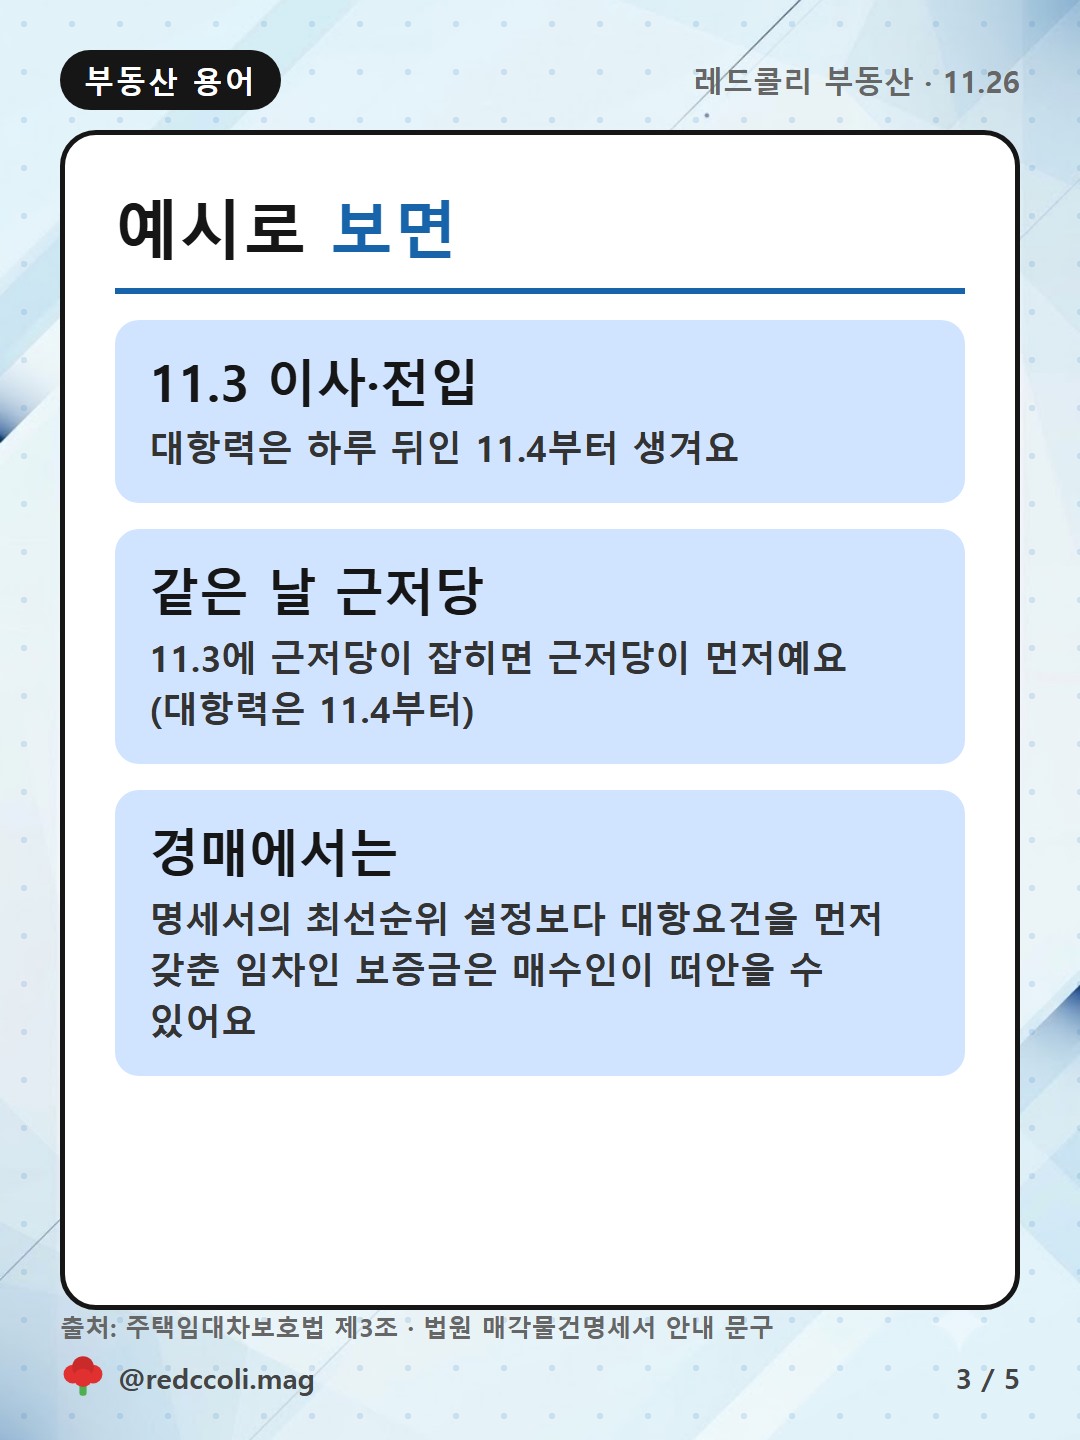 부동산 용어
레드콜리 부동산 · 11.26
예시로 보면
11.3 이사·전입
대항력은 하루 뒤인 11.4부터 생겨요
같은 날 근저당
11.3에 근저당이 잡히면 근저당이 먼저예요
(대항력은 11.4부터)
경매에서는
명세서의 최선순위 설정보다 대항요건을 먼저
갖춘 임차인 보증금은 매수인이 떠안을 수
있어요
출처: 주택임대차보호법 제3조 · 법원 매각물건명세서 안내 문구
@redccoli.mag
3 / 5